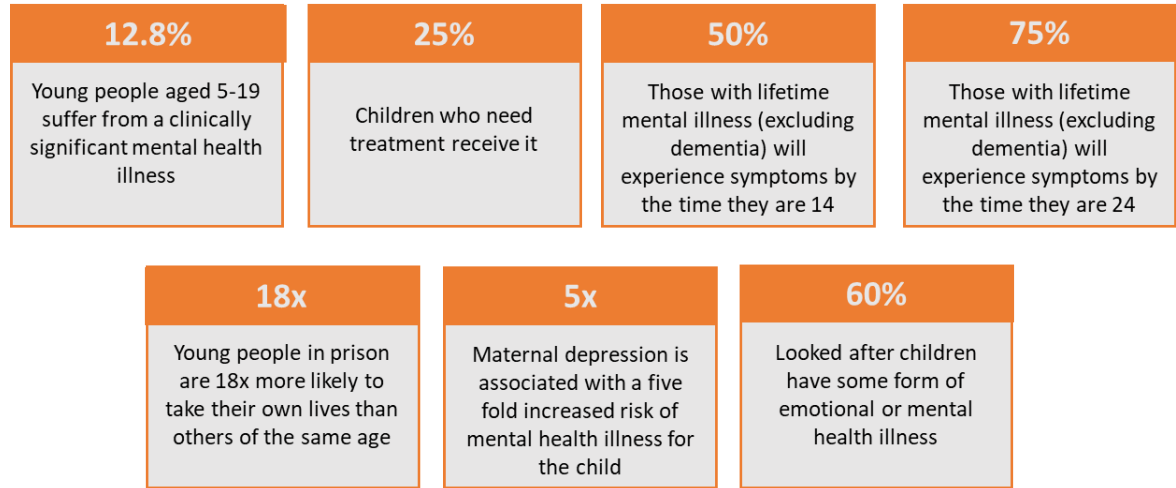 12.8%
Young people aged 5-19
suffer from a clinically
significant mental health
illness
25%
Children who need
treatment receive it
50%
Those with lifetime
mental illness (excluding
dementia) will
experience symptoms by
the time they are 14
75%
Those with lifetime
mental illness (excluding
dementia) will
experience symptoms by
the time they are 24
18x
Young people in prison
are 18x more likely to
take their own lives than
others of the same age
5x
Maternal depression is
associated with a five
fold increased risk of
mental health illness for
the child
60%
Looked after children
have some form of
emotional or mental
health illness